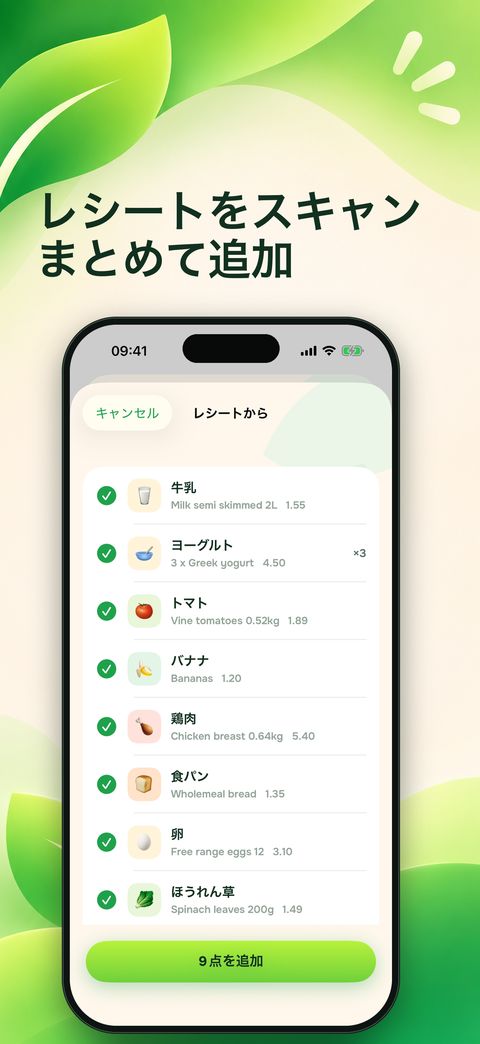 レシートをスキャン
まとめて追加
09:41
キャンセル
レシートから
牛乳
Milk semi skimmed 2L 1.55
ヨーグルト
3 x Greek yogurt 4.50
×3
トマト
Vine tomatoes 0.52kg 1.89
バナナ
Bananas 1.20
鶏肉
Chicken breast 0.64kg 5.40
食パン
Wholemeal bread 1.35
卵
Free range eggs 12 3.10
ほうれん草
Spinach leaves 200g 1.49
9点を追加